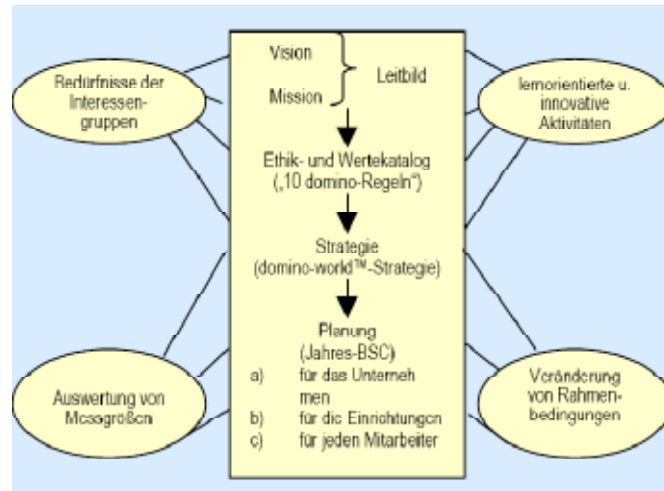 Bedürfnisse der
Interessen-
gruppen
Vision
Mission
Leitbild
lernorientierte u.
innovative
Aktivitäten
Ethik- und Wertekatalog
(„10 domino-Regeln“)
Strategie
(domino-world™-Strategie)
Planung
(Jahres-BSC)
a) für das Unterneh
men
b) für die Einrichtungen
c) für jeden Mitarbeiter
Auswertung von
Messgrößen
Veränderung
von Rahmen-
bedingungen